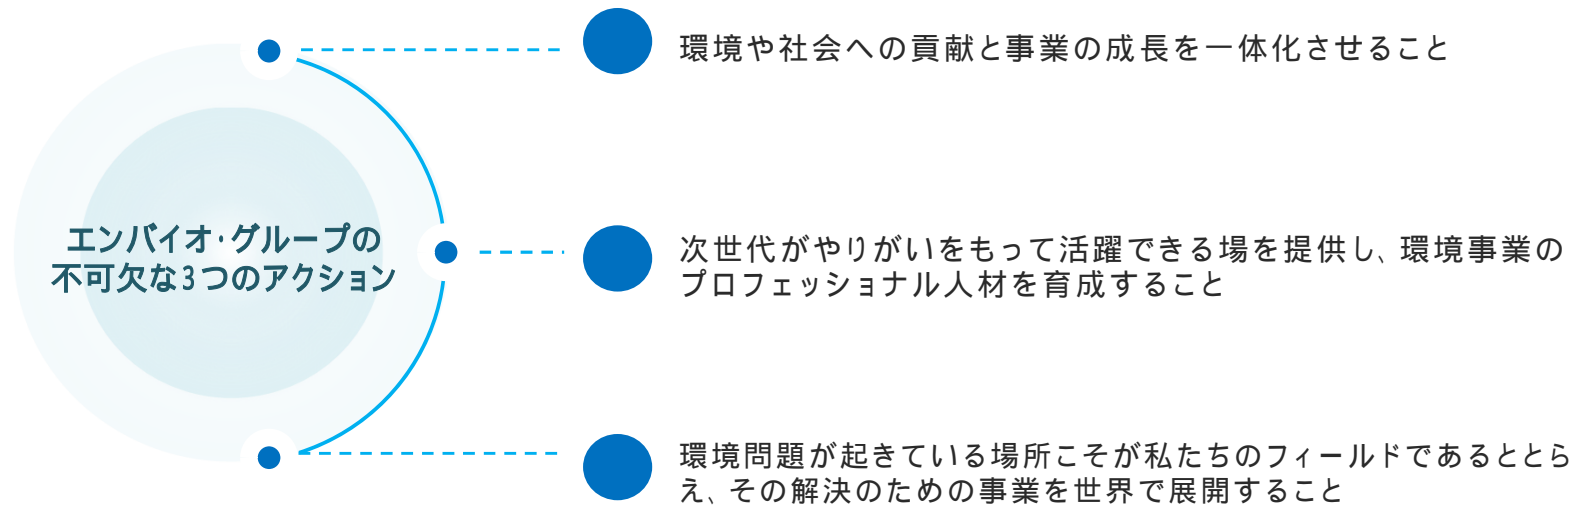 環境や社会への貢献と事業の成長を一体化させること
エンバイオ・グループの
不可欠な3つのアクション
次世代がやりがいをもって活躍できる場を提供し、環境事業の
プロフェッショナル人材を育成すること
環境問題が起きている場所こそが私たちのフィールドであるととら
え、その解決のための事業を世界で展開すること